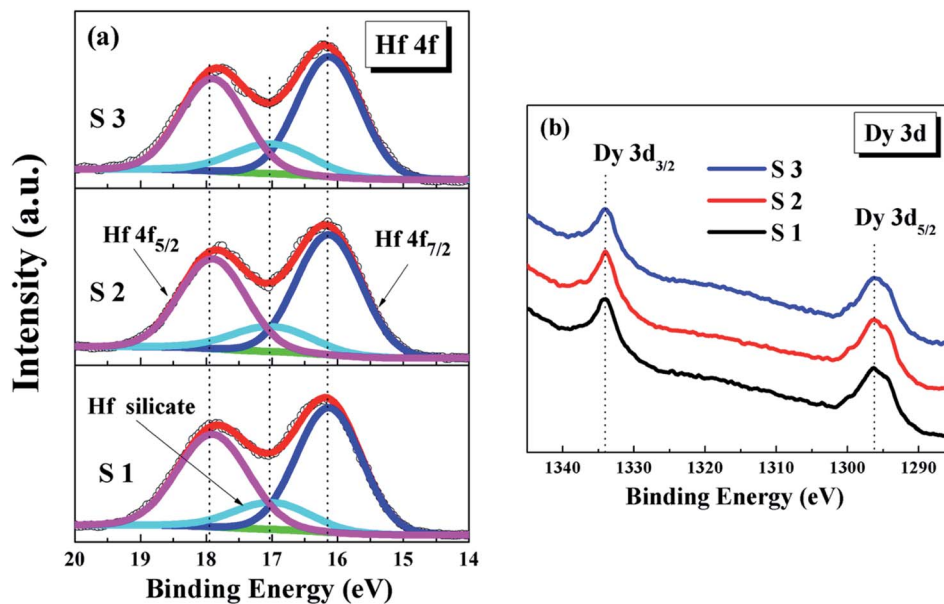 (a)
Hf 4f
S 3
Hf 4f5/2
Hf 4f7/2
S 2
Hf silicate
S 1
20 19 18 17 16 15 14
Binding Energy (eV)
Intensity (a.u.)
(b)
Dy 3d
Dy 3d3/2
S 3
S 2
S 1
Dy 3d5/2
1340 1330 1320 1310 1300 1290
Binding Energy (eV)